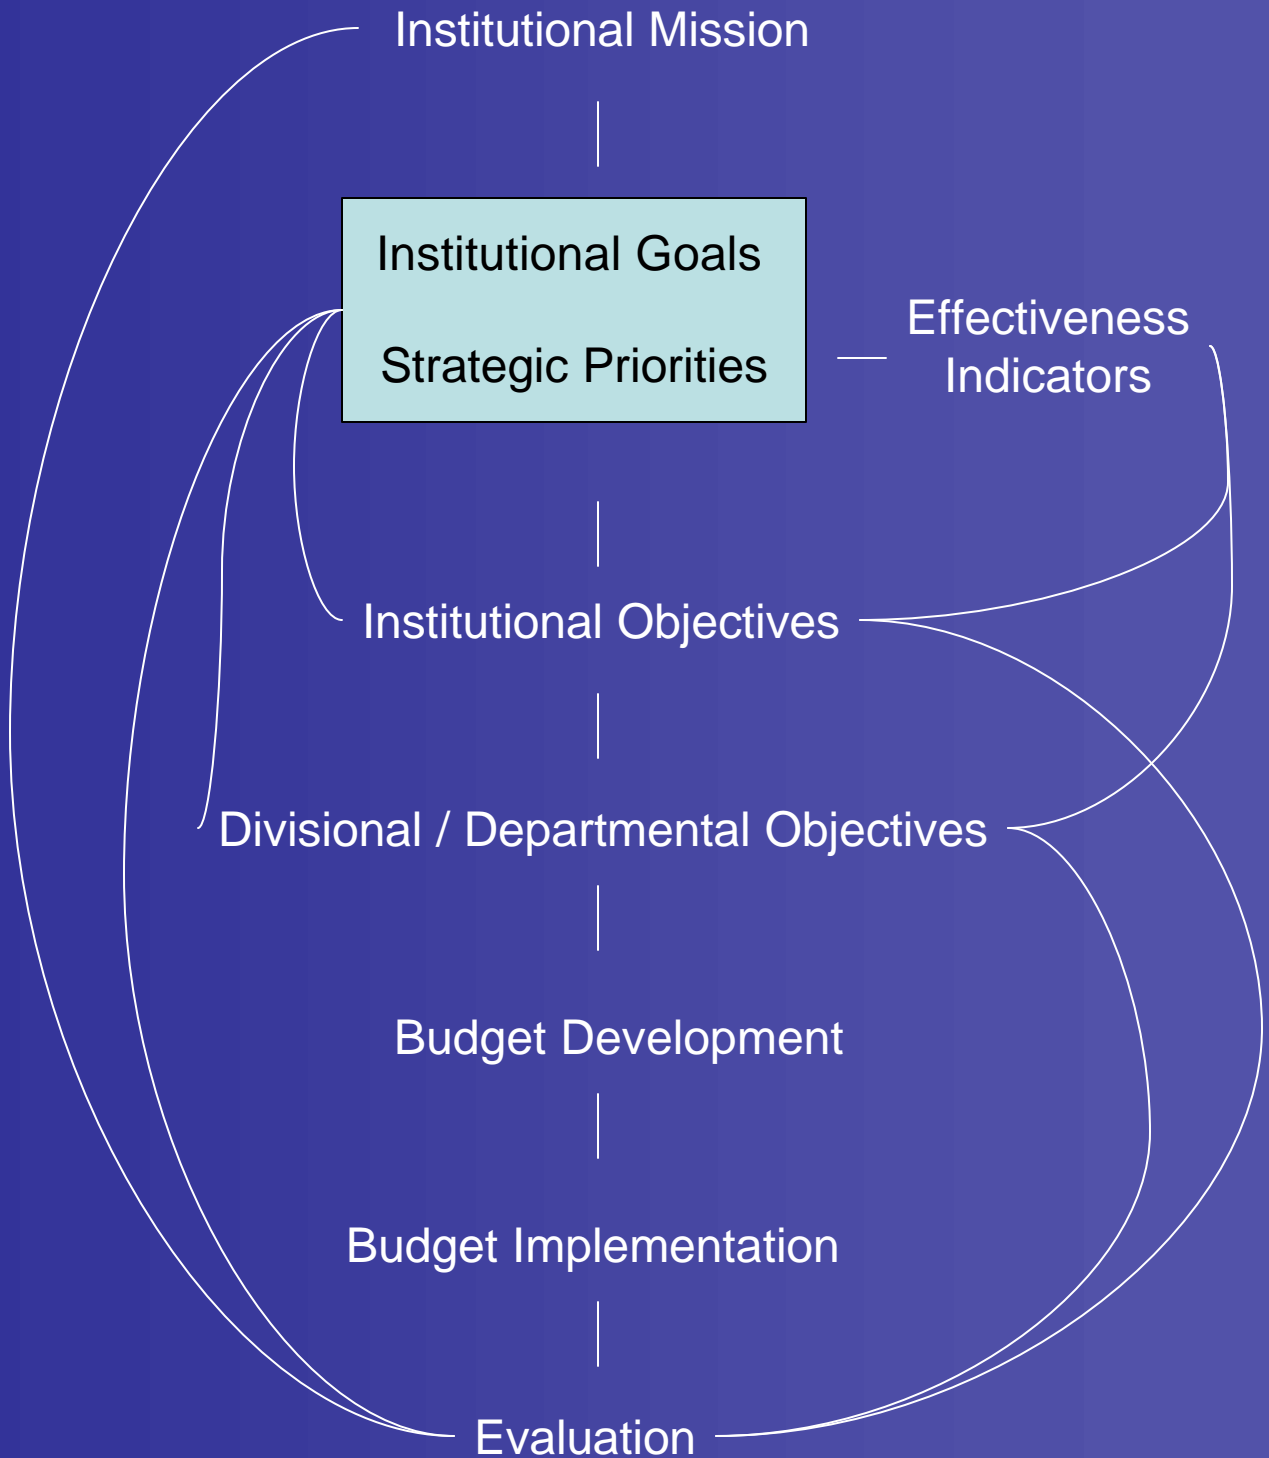 Institutional Mission
Institutional Goals
Strategic Priorities
Effectiveness
Indicators
Institutional Objectives
Divisional / Departmental Objectives
Budget Development
Budget Implementation
Evaluation